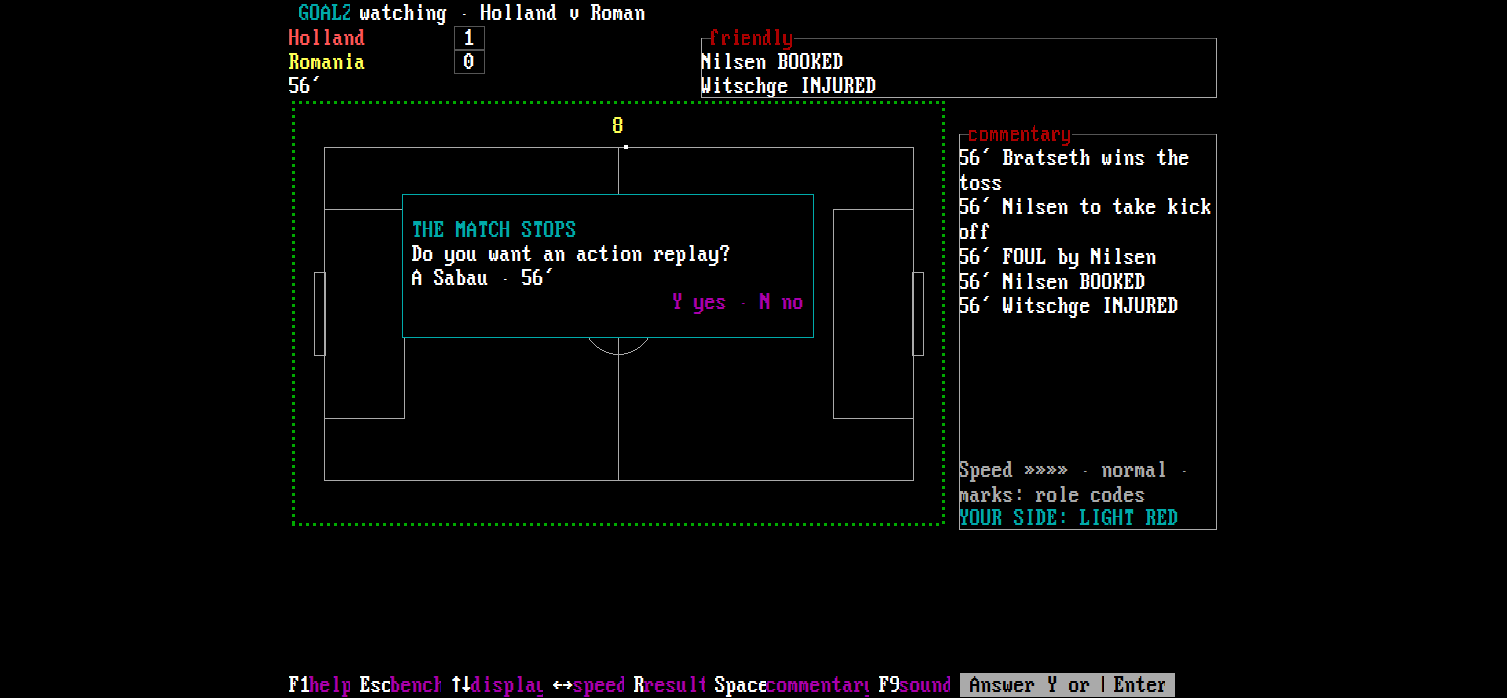 GOAL2 watching - Holland v Roman
Holland 1
Romania 0
56′
friendly
Nilsen BOOKED
Witschge INJURED
8
THE MATCH STOPS
Do you want an action replay?
A Sabau - 56′
Y yes - N no
commentary
56′ Bratseth wins the
toss
56′ Nilsen to take kick
off
56′ FOUL by Nilsen
56′ Nilsen BOOKED
56′ Witschge INJURED
Speed »»»» - normal -
marks: role codes
YOUR SIDE: LIGHT RED
F1help Escbench ↑↓display ↔speed Rresult Spacecommentary F9sound Answer Y or | Enter